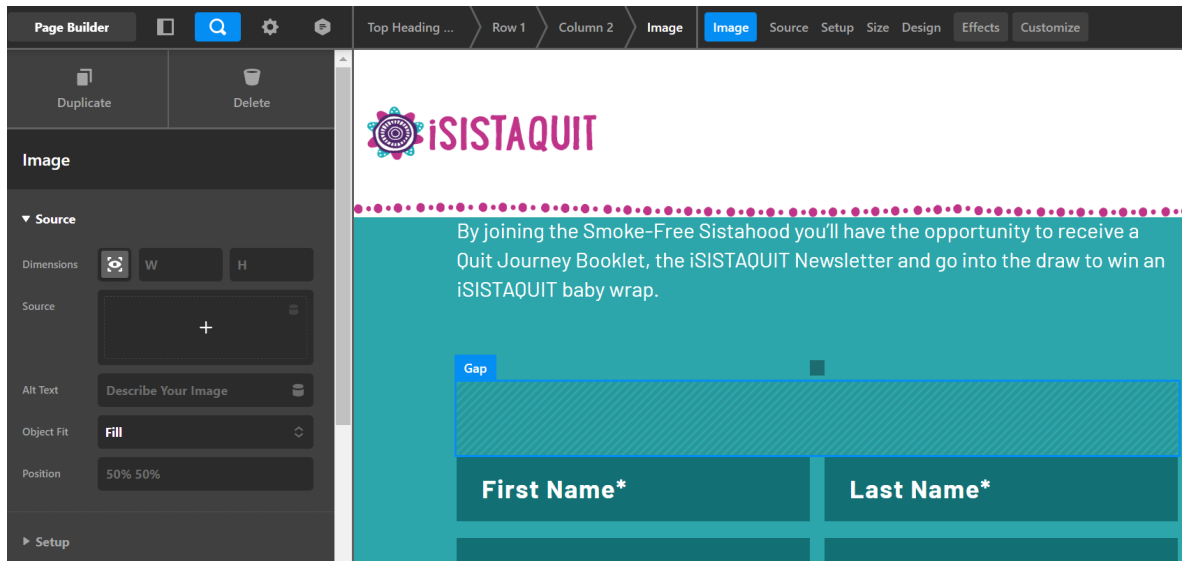 Page Builder
Top Heading ... Row 1 Column 2 Image Image Source Setup Size Design Effects Customize
Duplicate Delete
Image
Source
Dimensions W H
Source +
Alt Text Describe Your Image
Object Fit Fill
Position 50% 50%
Setup
iSISTAQUIT
By joining the Smoke-Free Sistahood you'll have the opportunity to receive a
Quit Journey Booklet, the iSISTAQUIT Newsletter and go into the draw to win an
iSISTAQUIT baby wrap.
Gap
First Name* Last Name*